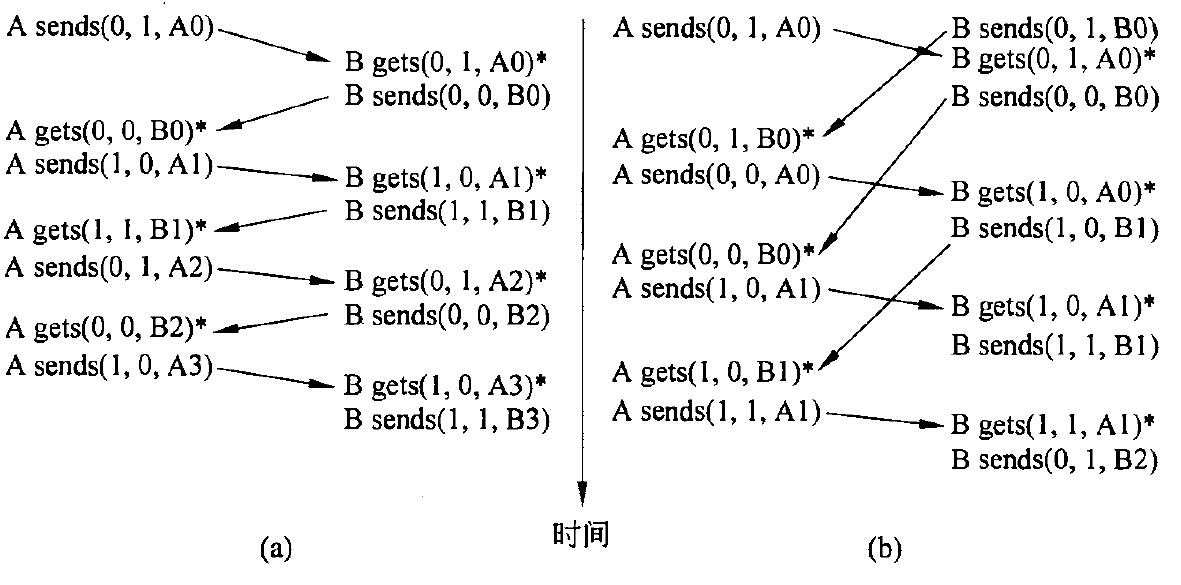 A sends(0, 1, A0)
B gets(0, 1, A0)*
B sends(0, 0, B0)
A gets(0, 0, B0)*
A sends(1, 0, A1)
B gets(1, 0, A1)*
B sends(1, 1, B1)
A gets(1, 1, B1)*
A sends(0, 1, A2)
B gets(0, 1, A2)*
B sends(0, 0, B2)
A gets(0, 0, B2)*
A sends(1, 0, A3)
B gets(1, 0, A3)*
B sends(1, 1, B3)
(a)
时间
A sends(0, 1, A0)
B sends(0, 1, B0)
B gets(0, 1, A0)*
B sends(0, 0, B0)
A gets(0, 1, B0)*
A sends(0, 0, A0)
B gets(1, 0, A0)*
B sends(1, 0, B1)
A gets(0, 0, B0)*
A sends(1, 0, A1)
B gets(1, 0, A1)*
B sends(1, 1, B1)
A gets(1, 0, B1)*
A sends(1, 1, A1)
B gets(1, 1, A1)*
B sends(0, 1, B2)
(b)